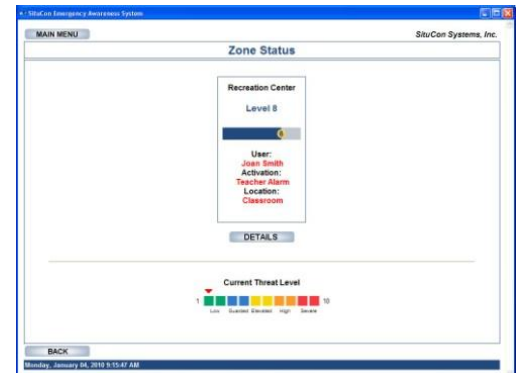 SituCon Emergency Awareness System
MAIN MENU
SituCon Systems, Inc.
Zone Status
Recreation Center
Level 8
8
User:
Joan Smith
Activation:
Teacher Alarm
Location:
Classroom
DETAILS
Current Threat Level
1 10
Low Guarded Elevated High Severe
BACK
Monday, January 04, 2010 9:15:47 AM